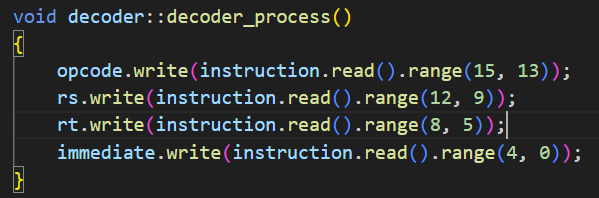 void decoder::decoder_process()
{
    opcode.write(instruction.read().range(15, 13));
    rs.write(instruction.read().range(12, 9));
    rt.write(instruction.read().range(8, 5));
    immediate.write(instruction.read().range(4, 0));
}